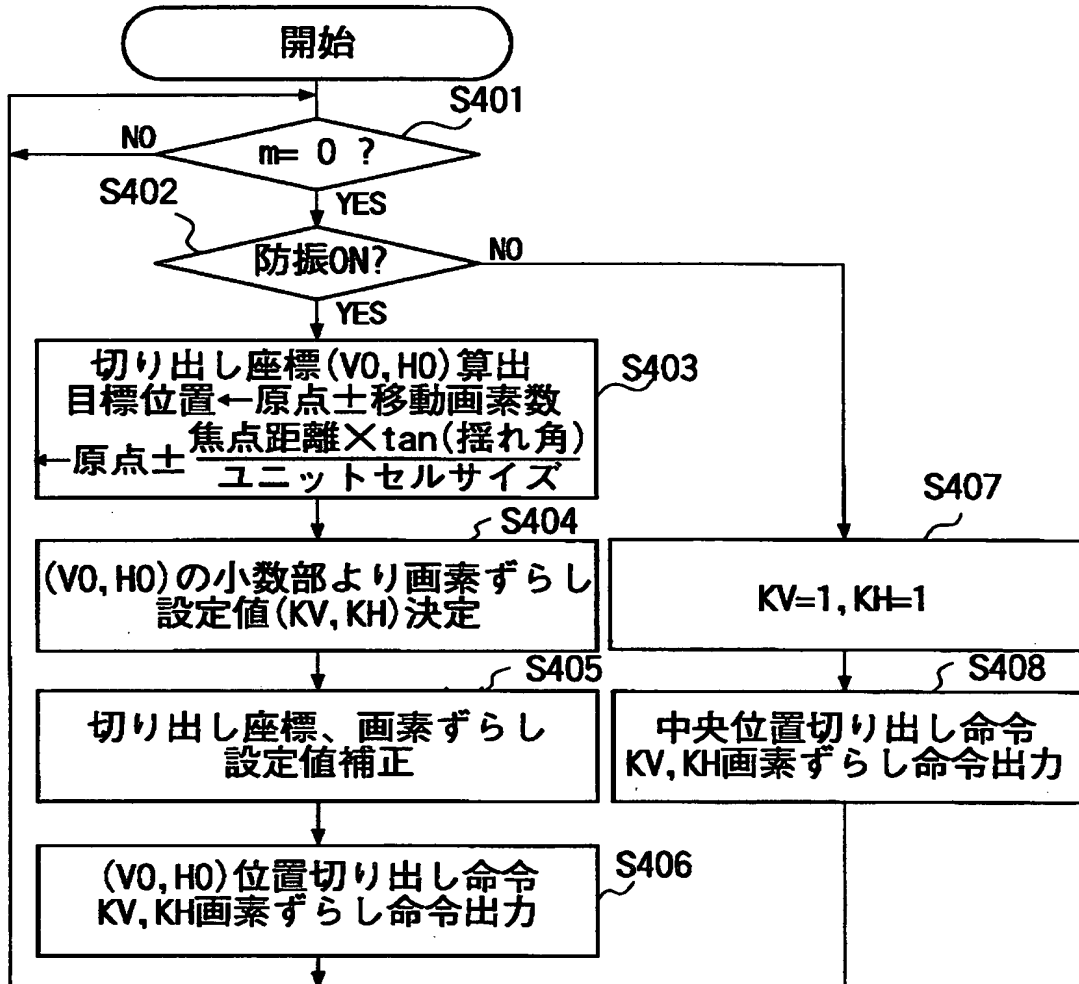 開始
S401
m= 0 ?
NO
YES
S402
防振ON?
NO
YES
S403
切り出し座標(V0,H0)算出
目標位置←原点±移動画素数
←原点± 焦点距離×tan(揺れ角)
ユニットセルサイズ
S404
(V0,H0)の小数部より画素ずらし
設定値(KV,KH)決定
S405
切り出し座標、画素ずらし
設定値補正
S406
(V0,H0)位置切り出し命令
KV,KH画素ずらし命令出力
S407
KV=1,KH=1
S408
中央位置切り出し命令
KV,KH画素ずらし命令出力